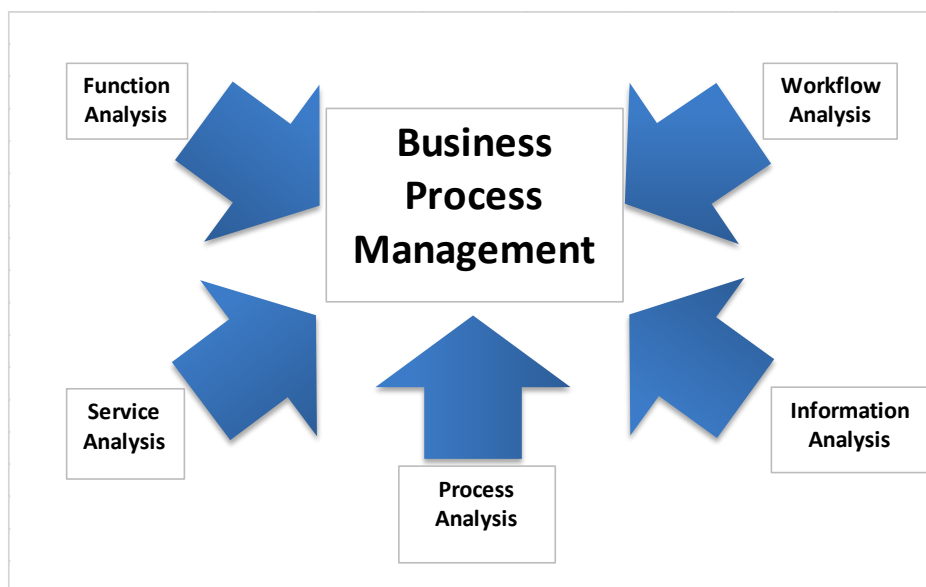 Function
Analysis
Business
Process
Management
Workflow
Analysis
Service
Analysis
Process
Analysis
Information
Analysis